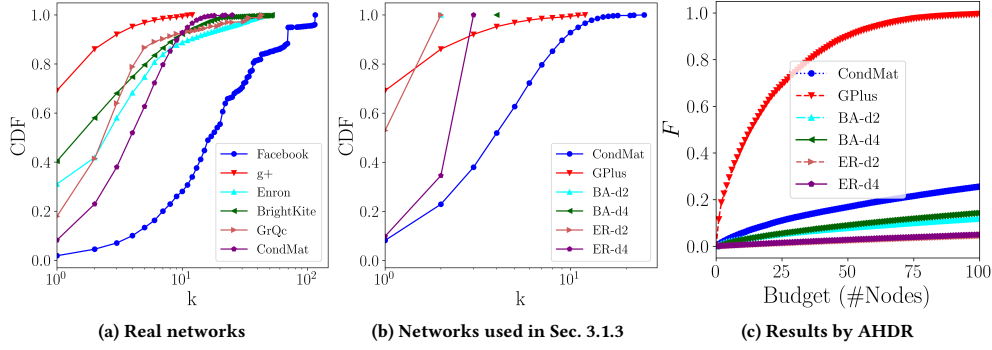 CDF
1.0
0.8
0.6
0.4
0.2
0.0
Facebook
g+
Enron
BrightKite
GrQc
CondMat
10^0
10^1
10^2
k
(a) Real networks
CDF
1.0
0.8
0.6
0.4
0.2
0.0
CondMat
GPlus
BA-d2
BA-d4
ER-d2
ER-d4
10^0
10^1
k
(b) Networks used in Sec. 3.1.3
F
1.0
0.8
0.6
0.4
0.2
0.0
CondMat
GPlus
BA-d2
BA-d4
ER-d2
ER-d4
0
25
50
75
100
Budget (#Nodes)
(c) Results by AHDR